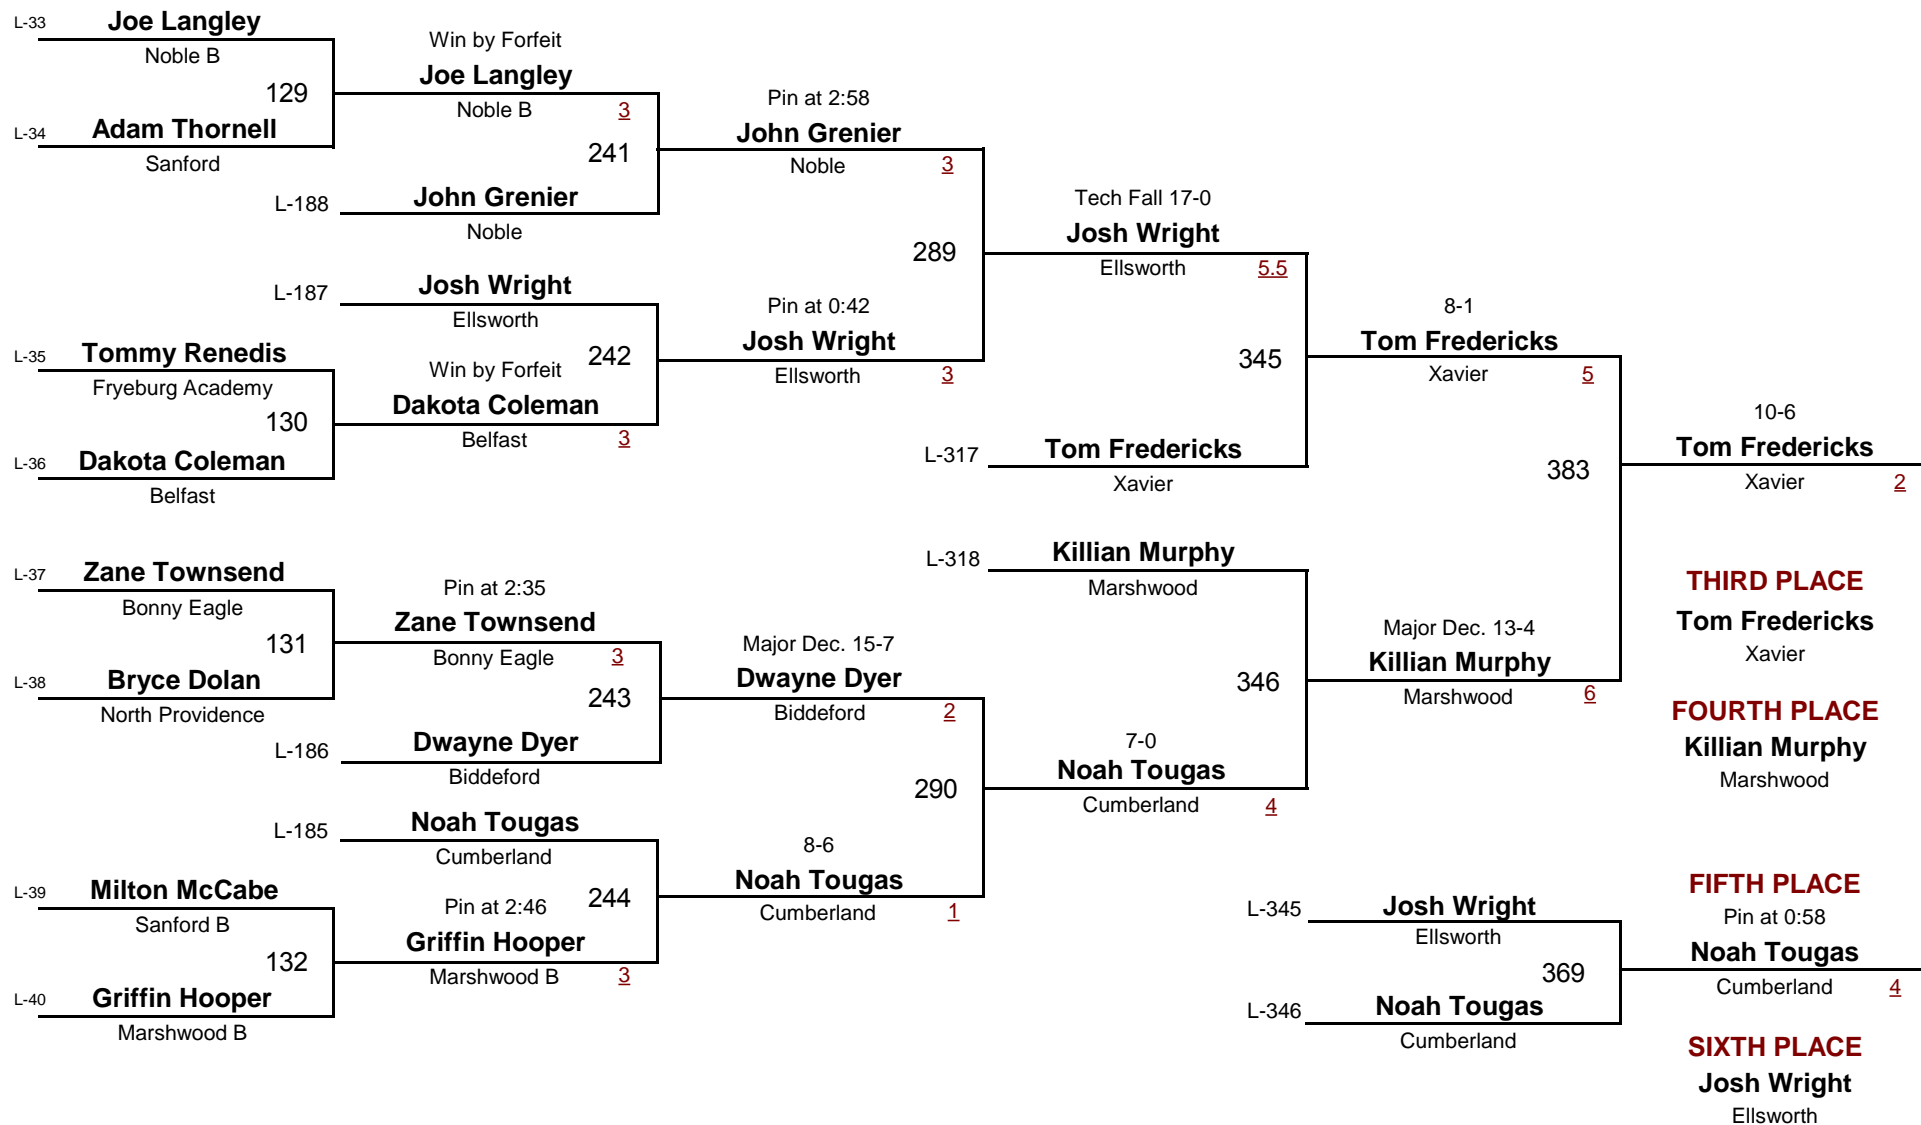 L-33 Joe Langley
Noble B
129
L-34 Adam Thornell
Sanford
Win by Forfeit
Joe Langley
Noble B 3
241
L-188 John Grenier
Noble
Pin at 2:58
John Grenier
Noble 3
289
L-187 Josh Wright
Ellsworth
242
L-35 Tommy Renedis
Fryeburg Academy
130
L-36 Dakota Coleman
Belfast
Win by Forfeit
Dakota Coleman
Belfast 3
Pin at 0:42
Josh Wright
Ellsworth 3
Tech Fall 17-0
Josh Wright
Ellsworth 5.5
345
L-317 Tom Fredericks
Xavier
8-1
Tom Fredericks
Xavier 5
383
10-6
Tom Fredericks
Xavier 2
L-37 Zane Townsend
Bonny Eagle
131
L-38 Bryce Dolan
North Providence
Pin at 2:35
Zane Townsend
Bonny Eagle 3
243
L-186 Dwayne Dyer
Biddeford
Major Dec. 15-7
Dwayne Dyer
Biddeford 2
290
L-185 Noah Tougas
Cumberland
244
L-39 Milton McCabe
Sanford B
132
L-40 Griffin Hooper
Marshwood B
Pin at 2:46
Griffin Hooper
Marshwood B 3
8-6
Noah Tougas
Cumberland 1
L-318 Killian Murphy
Marshwood
346
7-0
Noah Tougas
Cumberland 4
Major Dec. 13-4
Killian Murphy
Marshwood 6
THIRD PLACE
Tom Fredericks
Xavier
FOURTH PLACE
Killian Murphy
Marshwood
L-345 Josh Wright
Ellsworth
369
L-346 Noah Tougas
Cumberland
FIFTH PLACE
Pin at 0:58
Noah Tougas
Cumberland 4
SIXTH PLACE
Josh Wright
Ellsworth